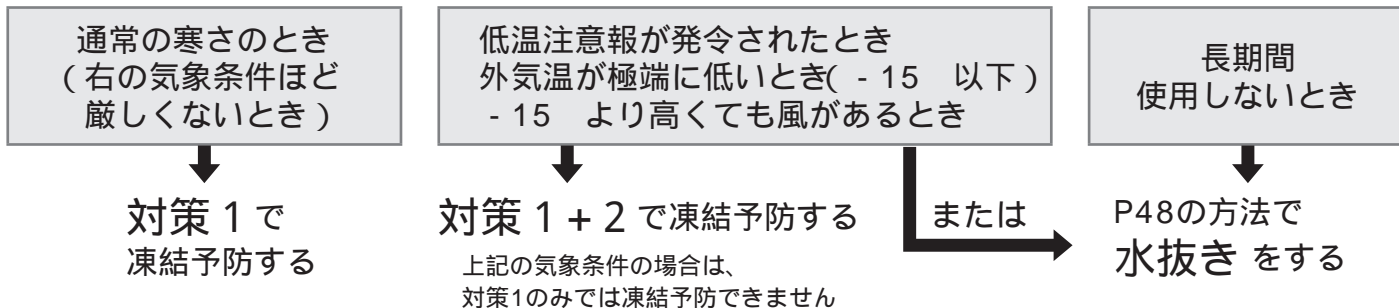 通常の寒さのとき
（右の気象条件ほど
厳しくないとき）
低温注意報が発令されたとき
外気温が極端に低いとき( - 15　以下）
- 15　より高くても風があるとき
長期間
使用しないとき
対策 1 で
凍結予防する
対策 1 + 2 で凍結予防する
上記の気象条件の場合は、
対策1のみでは凍結予防できません
または
P48の方法で
水抜き をする